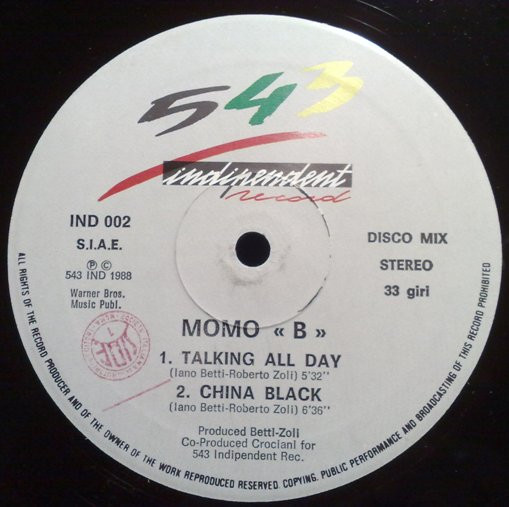 543
indipendent
record
IND 002
S.I.A.E.
Ⓟ © 
543 IND 1988
Warner Bros.
Music Publ.
DISCO MIX
STEREO
33 giri
MOMO « B »
1. TALKING ALL DAY
(Iano Betti-Roberto Zoli) 5'32''
2. CHINA BLACK
(Iano Betti-Roberto Zoli) 6'36''
Produced Betti-Zoli
Co-Produced Crociani for
543 Indipendent Rec.
ALL RIGHTS OF THE RECORD PRODUCER AND OF THE OWNER OF THE WORK REPRODUCED RESERVED. COPYING, PUBLIC PERFORMANCE AND BROADCASTING OF THIS RECORD PROHIBITED
SIAE